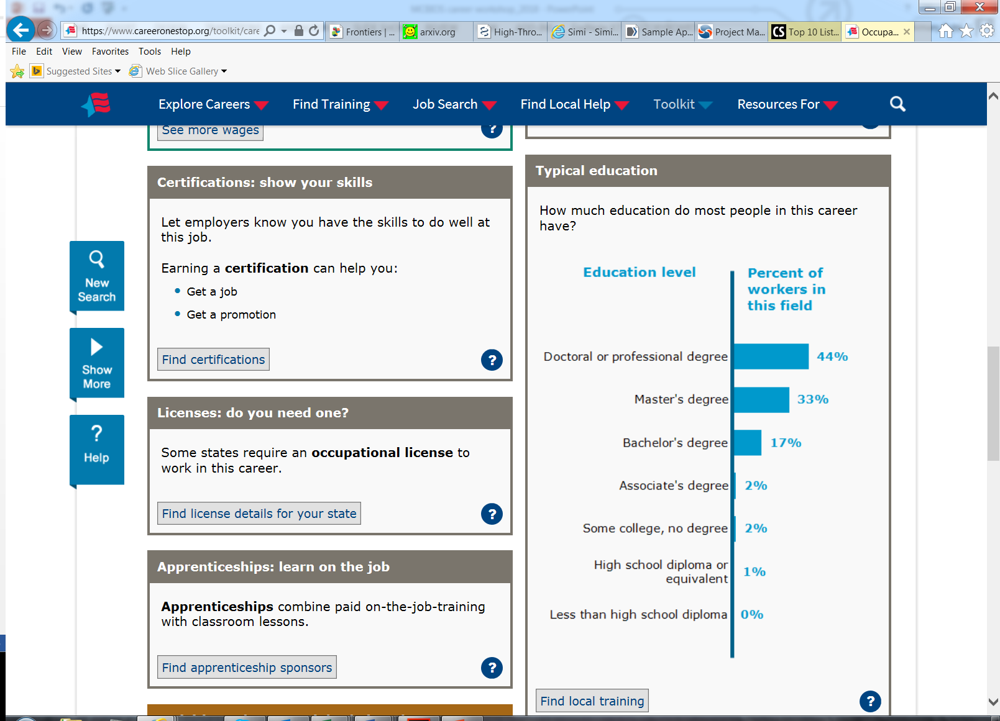 https://www.careeronestop.org/toolkit/care
Frontiers | ...
arxiv.org
High-Thro...
Simi - Simi...
Sample Ap...
Project Ma...
CS Top 10 List...
Occupa...
File Edit View Favorites Tools Help
Suggested Sites
Web Slice Gallery
Explore Careers
Find Training
Job Search
Find Local Help
Toolkit
Resources For
See more wages
?
Certifications: show your skills
Let employers know you have the skills to do well at
this job.
Earning a certification can help you:
Get a job
Get a promotion
Find certifications
?
New
Search
Show
More
?
Help
Licenses: do you need one?
Some states require an occupational license to
work in this career.
Find license details for your state
?
Apprenticeships: learn on the job
Apprenticeships combine paid on-the-job-training
with classroom lessons.
Find apprenticeship sponsors
?
Typical education
How much education do most people in this career
have?
Education level
Percent of
workers in
this field
Doctoral or professional degree 44%
Master's degree 33%
Bachelor's degree 17%
Associate's degree 2%
Some college, no degree 2%
High school diploma or
equivalent 1%
Less than high school diploma 0%
Find local training
?